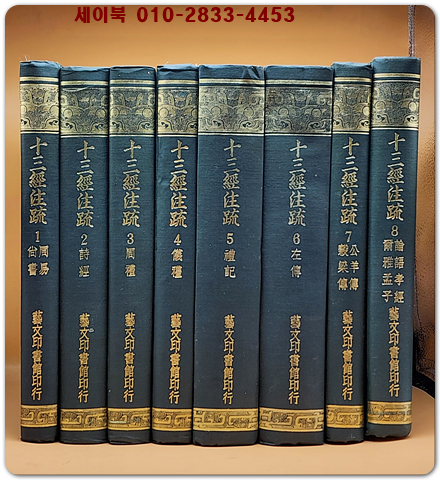 세이북 010-2833-4453
十三經注疏
1 周易
尙書
藝文印書館印行
十三經注疏
2 詩經
藝文印書館印行
十三經注疏
3 周禮
藝文印書館印行
十三經注疏
4 儀禮
藝文印書館印行
十三經注疏
5 禮記
藝文印書館印行
十三經注疏
6 左傳
藝文印書館印行
十三經注疏
7 公羊傳
穀梁傳
藝文印書館印行
十三經注疏
8 論語孝經
爾雅孟子
藝文印書館印行